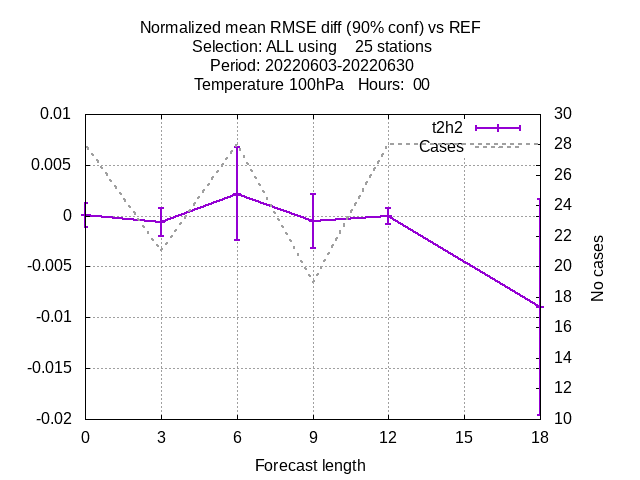 Normalized mean RMSE diff (90% conf) vs REF
Selection: ALL using    25 stations
Period: 20220603-20220630
Temperature 100hPa   Hours:  00
0.01
0.005
0
-0.005
-0.01
-0.015
-0.02
t2h2
Cases
30
28
26
24
22
20
18
16
14
12
10
No cases
0 3 6 9 12 15 18
Forecast length